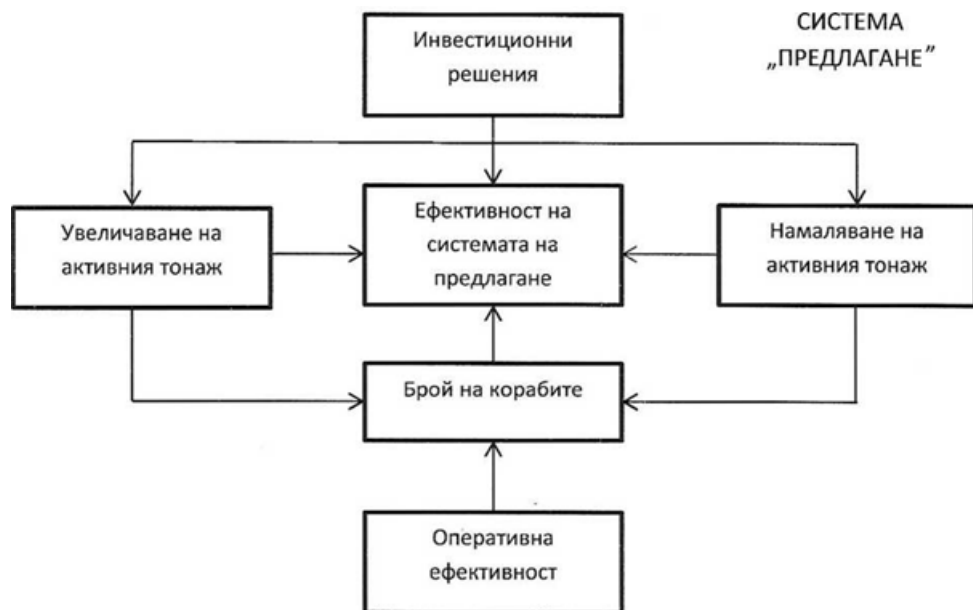 СИСТЕМА
„ПРЕДЛАГАНЕ”
Инвестиционни
решения
Увеличаване на
активния тонаж
Ефективност на
системата на
предлагане
Намаляване на
активния тонаж
Брой на корабите
Оперативна
ефективност